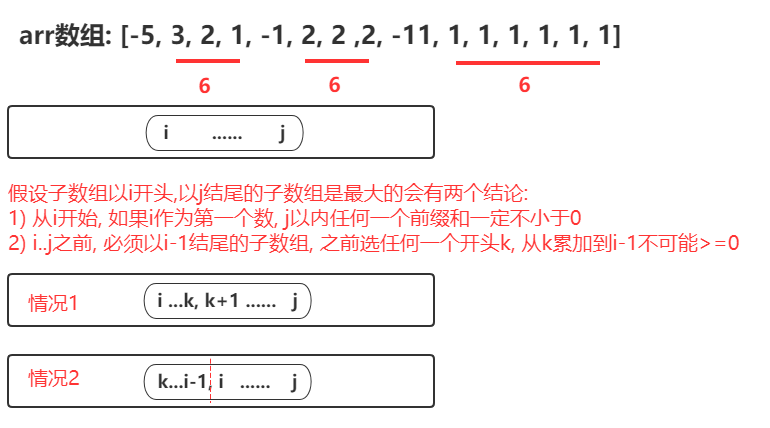 arr数组: [-5, 3, 2, 1, -1, 2, 2 ,2, -11, 1, 1, 1, 1, 1, 1]
6 6 6
i ...... j
假设子数组以i开头,以j结尾的子数组是最大的会有两个结论:
1) 从i开始, 如果i作为第一个数, j以内任何一个前缀和一定不小于0
2) i..j之前, 必须以i-1结尾的子数组, 之前选任何一个开头k, 从k累加到i-1不可能>=0
情况1 i ...k, k+1 ...... j
情况2 k...i-1, i ...... j